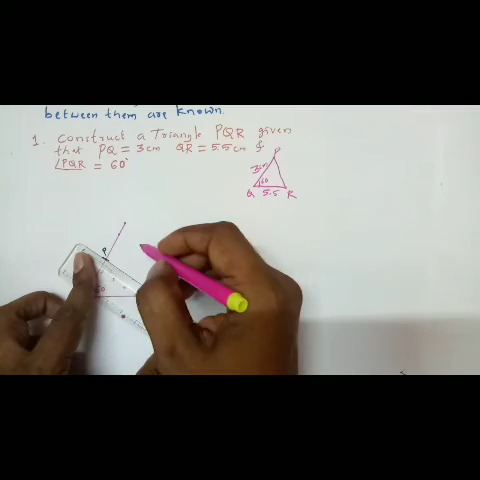 between them are known.
1. Construct a Triangle PQR given
that PQ = 3cm QR = 5.5cm &
∠PQR = 60°
P
3cm
60
Q 5.5 R
P
60